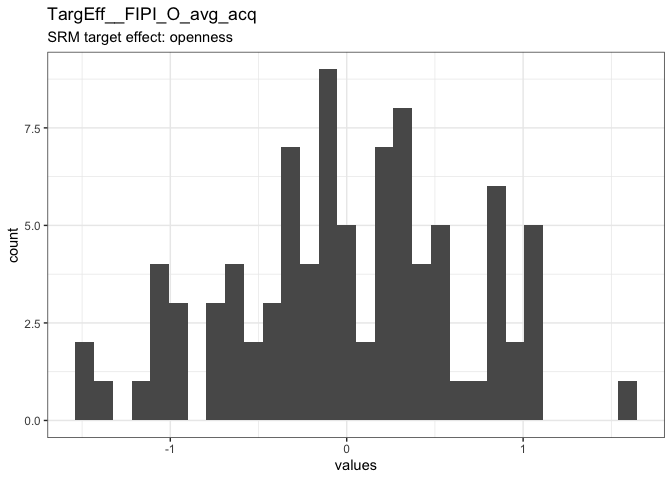 TargEff__FIPI_O_avg_acq
SRM target effect: openness
7.5
5.0
2.5
0.0
count
-1
0
1
values